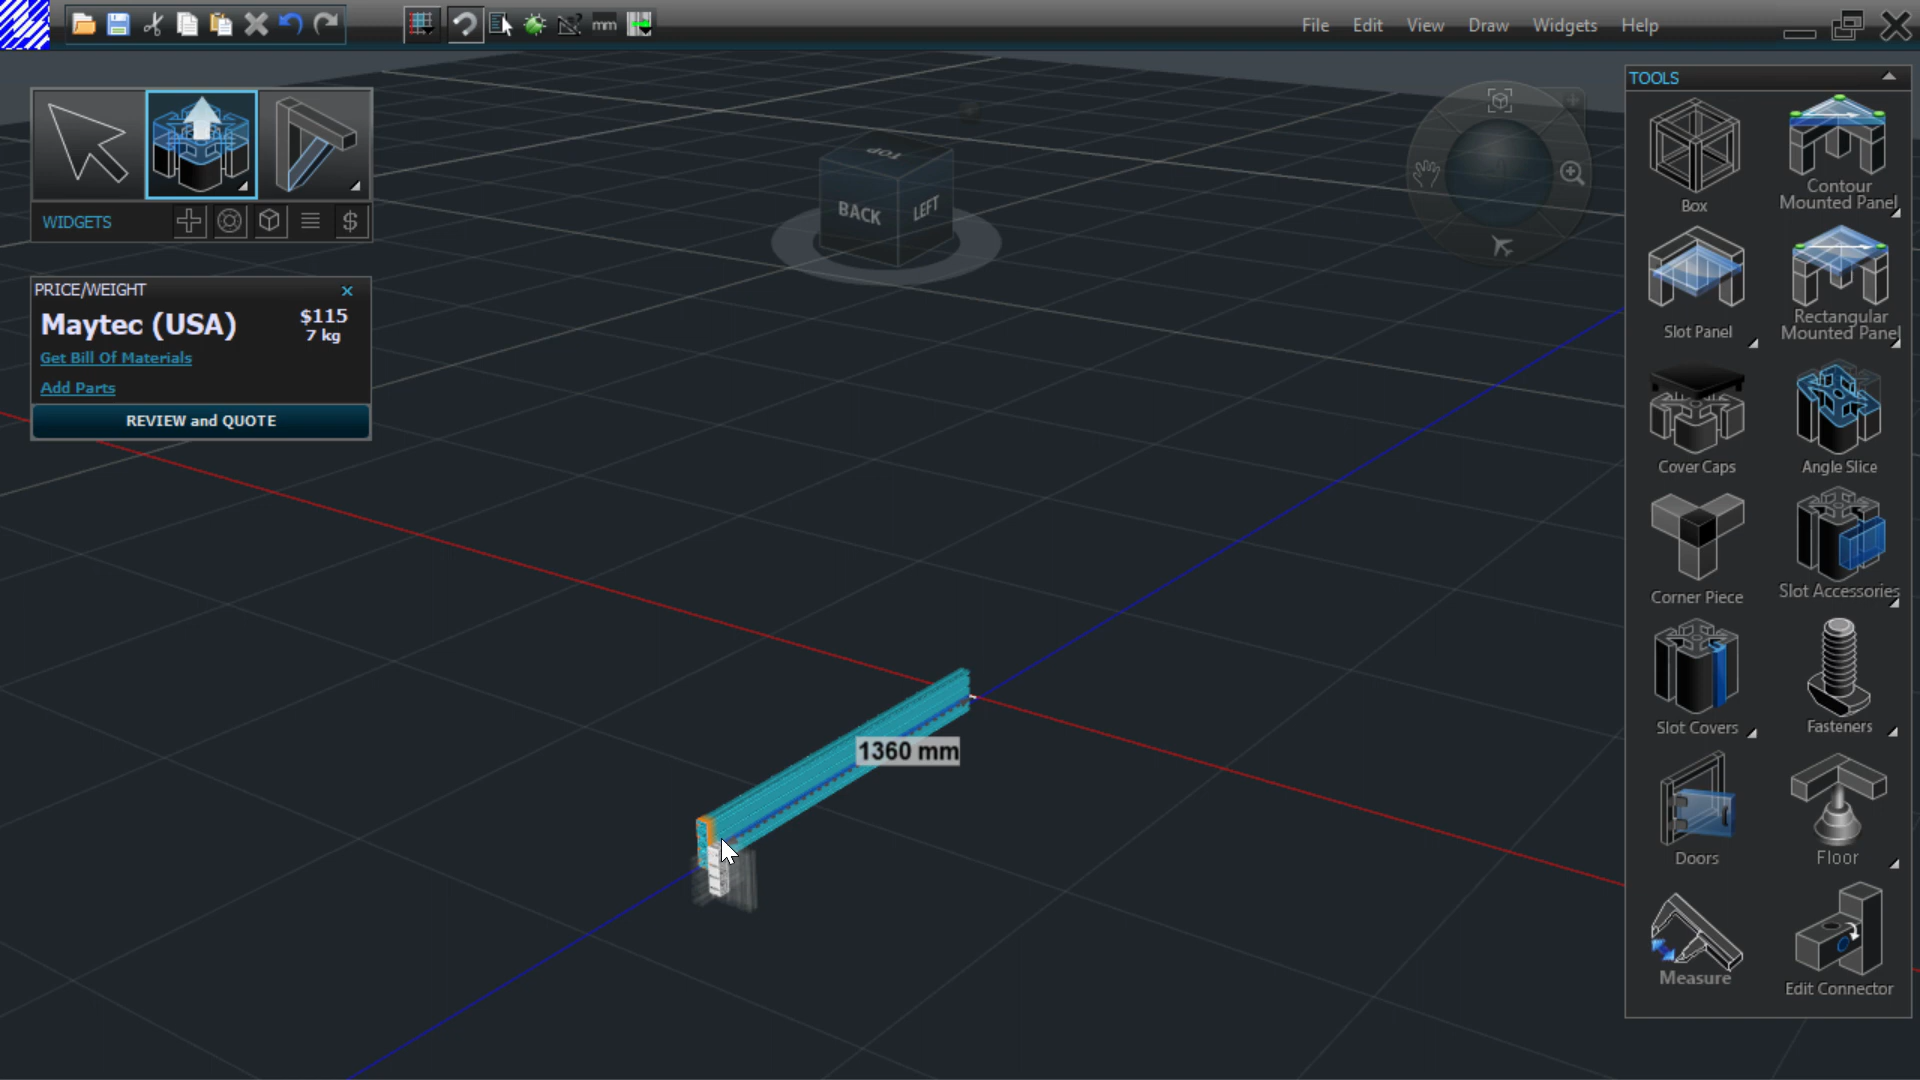 mm
File
Edit
View
Draw
Widgets
Help
TOOLS
Box
Contour
Mounted Panel
Slot Panel
Rectangular
Mounted Panel
Cover Caps
Angle Slice
Corner Piece
Slot Accessories
Slot Covers
Fasteners
Doors
Floor
Measure
Edit Connector
WIDGETS
$
PRICE/WEIGHT
x
Maytec (USA)
$115
7 kg
Get Bill Of Materials
Add Parts
REVIEW and QUOTE
TOP
BACK
LEFT
1360 mm